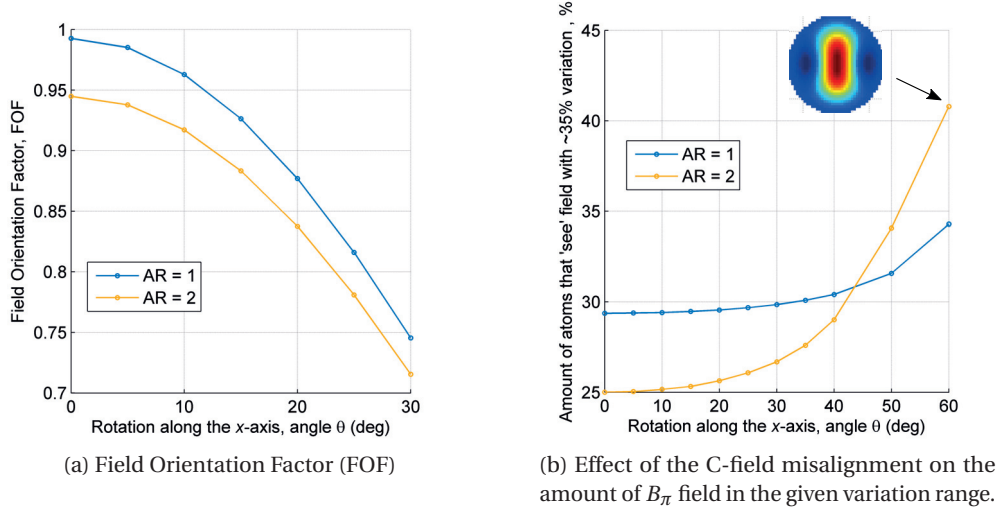 1
0.95
0.9
0.85
0.8
0.75
0.7
0
10
20
30
Field Orientation Factor, FOF
AR = 1
AR = 2
Rotation along the x-axis, angle θ (deg)
(a) Field Orientation Factor (FOF)
45
40
35
30
25
0
10
20
30
40
50
60
Amount of atoms that 'see' field with ~35% variation , %
AR = 1
AR = 2
Rotation along the x-axis, angle θ (deg)
(b) Effect of the C-field misalignment on the
amount of Bπ field in the given variation range.